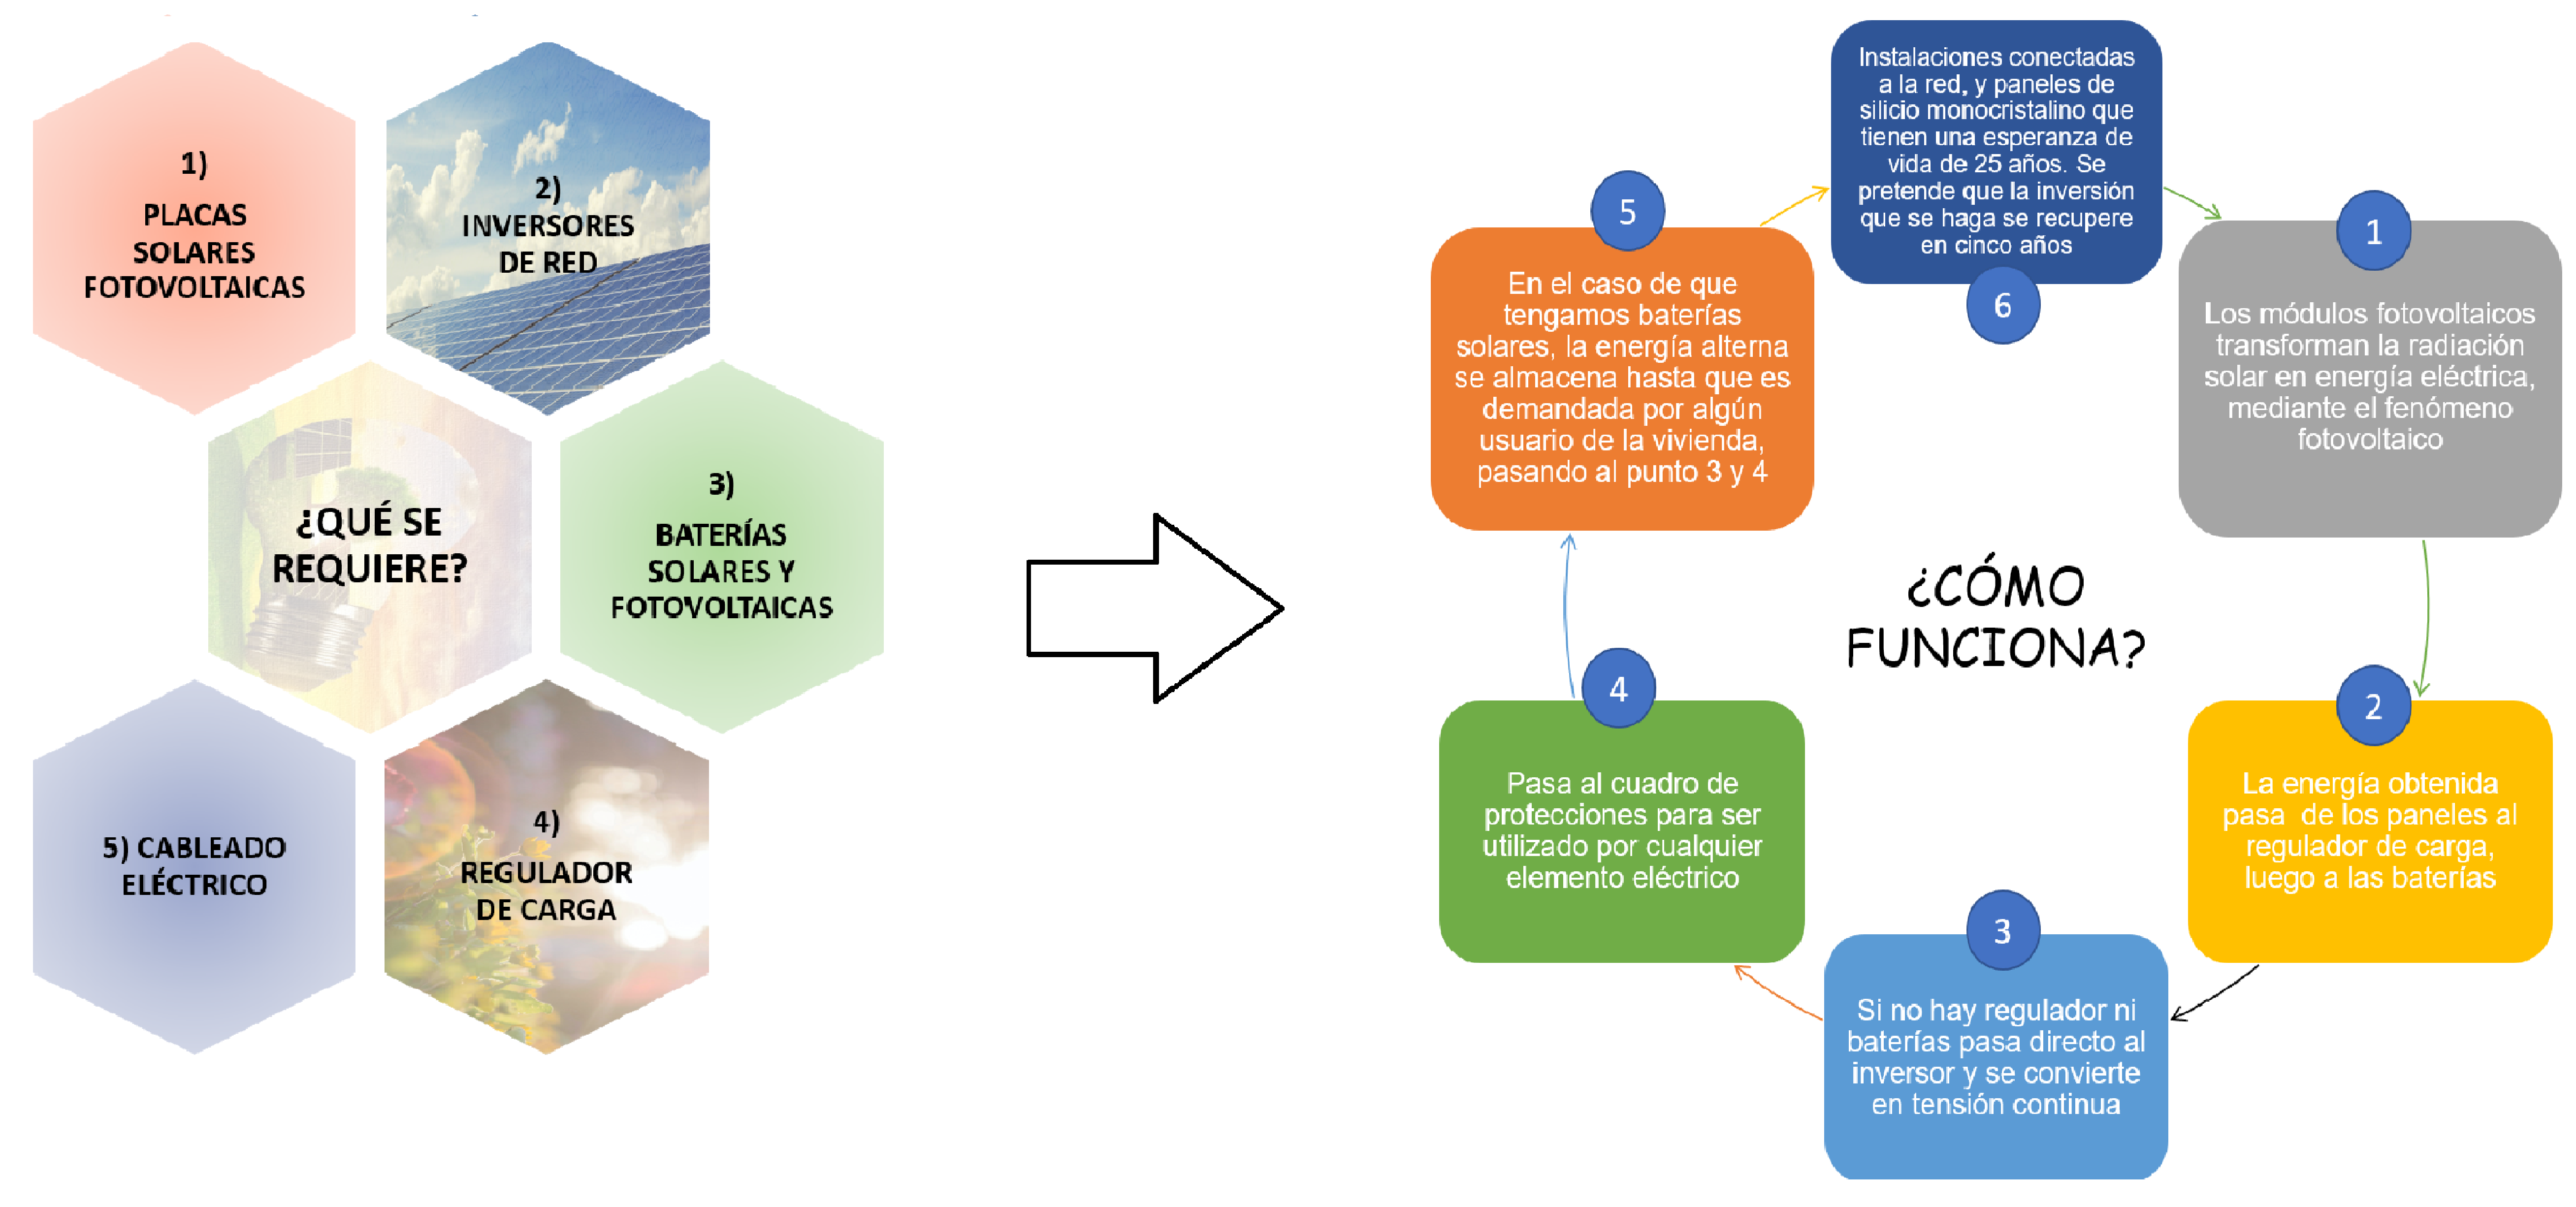 1)
PLACAS
SOLARES
FOTOVOLTAICAS
2)
INVERSORES
DE RED
¿QUÉ SE
REQUIERE?
3)
BATERÍAS
SOLARES Y
FOTOVOLTAICAS
5) CABLEADO
ELÉCTRICO
4)
REGULADOR
DE CARGA
¿CÓMO
FUNCIONA?
1
Los módulos fotovoltaicos
transforman la radiación
solar en energía eléctrica,
mediante el fenómeno
fotovoltaico
2
La energía obtenida
pasa de los paneles al
regulador de carga,
luego a las baterías
3
Si no hay regulador ni
baterías pasa directo al
inversor y se convierte
en tensión continua
4
Pasa al cuadro de
protecciones para ser
utilizado por cualquier
elemento eléctrico
5
En el caso de que
tengamos baterías
solares, la energía alterna
se almacena hasta que es
demandada por algún
usuario de la vivienda,
pasando al punto 3 y 4
Instalaciones conectadas
a la red, y paneles de
silicio monocristalino que
tienen una esperanza de
vida de 25 años. Se
pretende que la inversión
que se haga se recupere
en cinco años
6